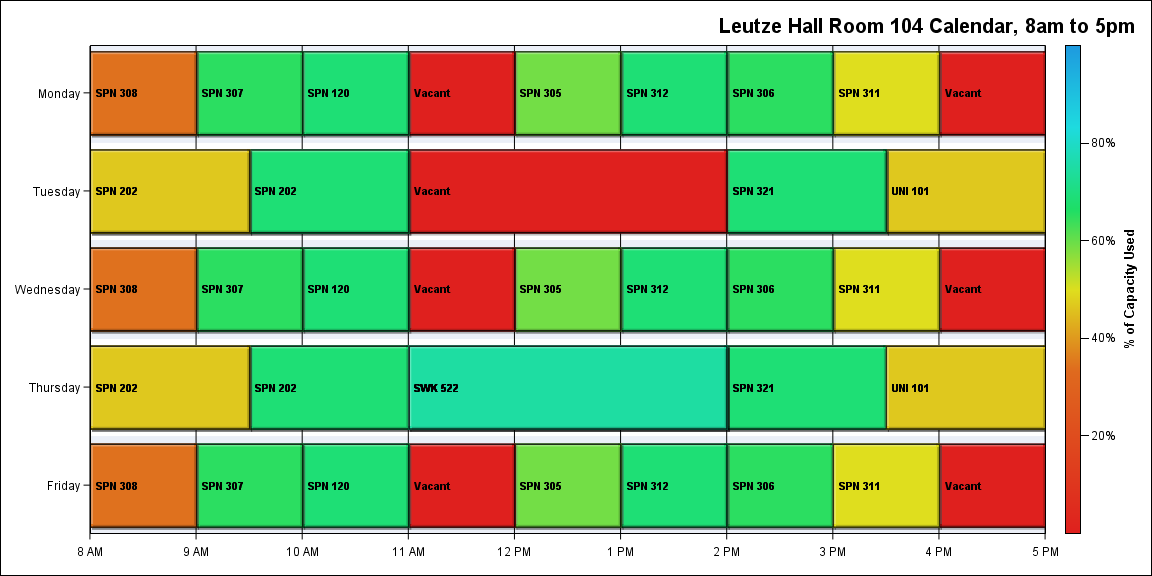 Leutze Hall Room 104 Calendar, 8am to 5pm
Monday
SPN 308
SPN 307
SPN 120
Vacant
SPN 305
SPN 312
SPN 306
SPN 311
Vacant
Tuesday
SPN 202
SPN 202
Vacant
SPN 321
UNI 101
Wednesday
SPN 308
SPN 307
SPN 120
Vacant
SPN 305
SPN 312
SPN 306
SPN 311
Vacant
Thursday
SPN 202
SPN 202
SWK 522
SPN 321
UNI 101
Friday
SPN 308
SPN 307
SPN 120
Vacant
SPN 305
SPN 312
SPN 306
SPN 311
Vacant
8 AM
9 AM
10 AM
11 AM
12 PM
1 PM
2 PM
3 PM
4 PM
5 PM
80%
60%
40%
20%
% of Capacity Used